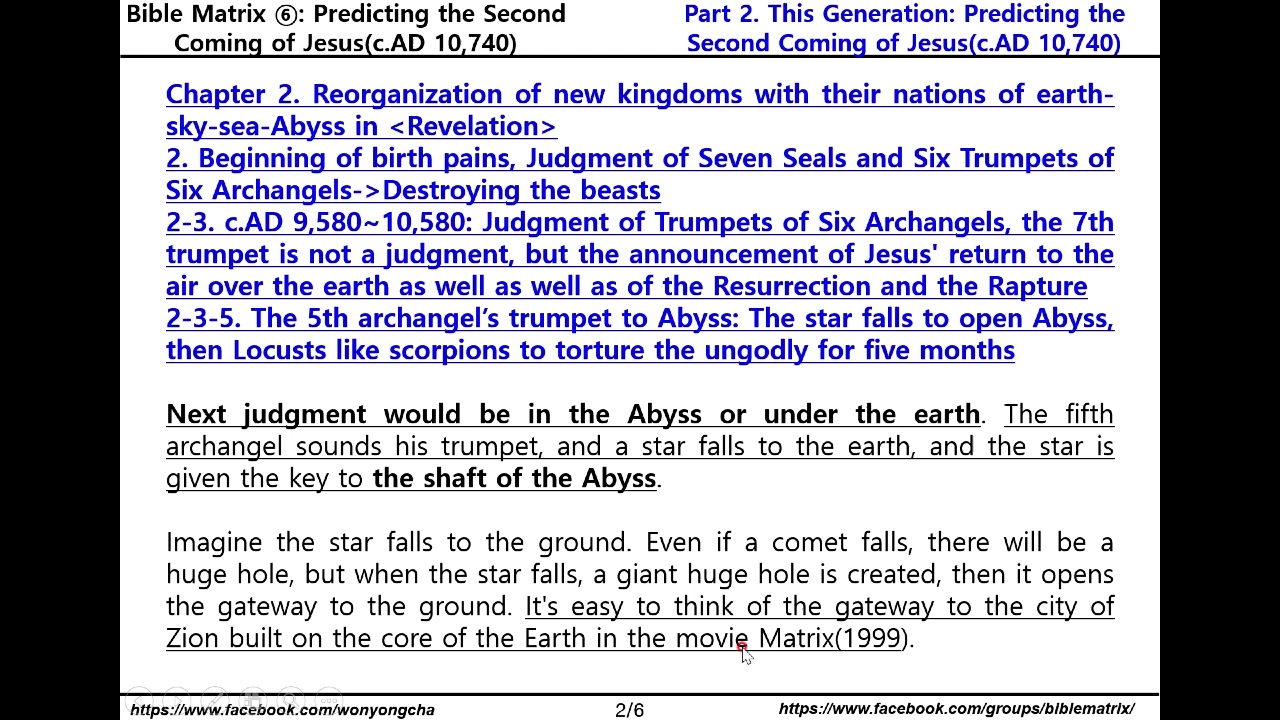 Bible Matrix ⑥: Predicting the Second
Coming of Jesus(c.AD 10,740)
Part 2. This Generation: Predicting the
Second Coming of Jesus(c.AD 10,740)
Chapter 2. Reorganization of new kingdoms with their nations of earth-
sky-sea-Abyss in <Revelation>
2. Beginning of birth pains, Judgment of Seven Seals and Six Trumpets of
Six Archangels->Destroying the beasts
2-3. c.AD 9,580~10,580: Judgment of Trumpets of Six Archangels, the 7th
trumpet is not a judgment, but the announcement of Jesus' return to the
air over the earth as well as well as of the Resurrection and the Rapture
2-3-5. The 5th archangel’s trumpet to Abyss: The star falls to open Abyss,
then Locusts like scorpions to torture the ungodly for five months
Next judgment would be in the Abyss or under the earth. The fifth
archangel sounds his trumpet, and a star falls to the earth, and the star is
given the key to the shaft of the Abyss.
Imagine the star falls to the ground. Even if a comet falls, there will be a
huge hole, but when the star falls, a giant huge hole is created, then it opens
the gateway to the ground. It's easy to think of the gateway to the city of
Zion built on the core of the Earth in the movie Matrix(1999).
https://www.facebook.com/wonyongcha
2/6
https://www.facebook.com/groups/biblematrix/